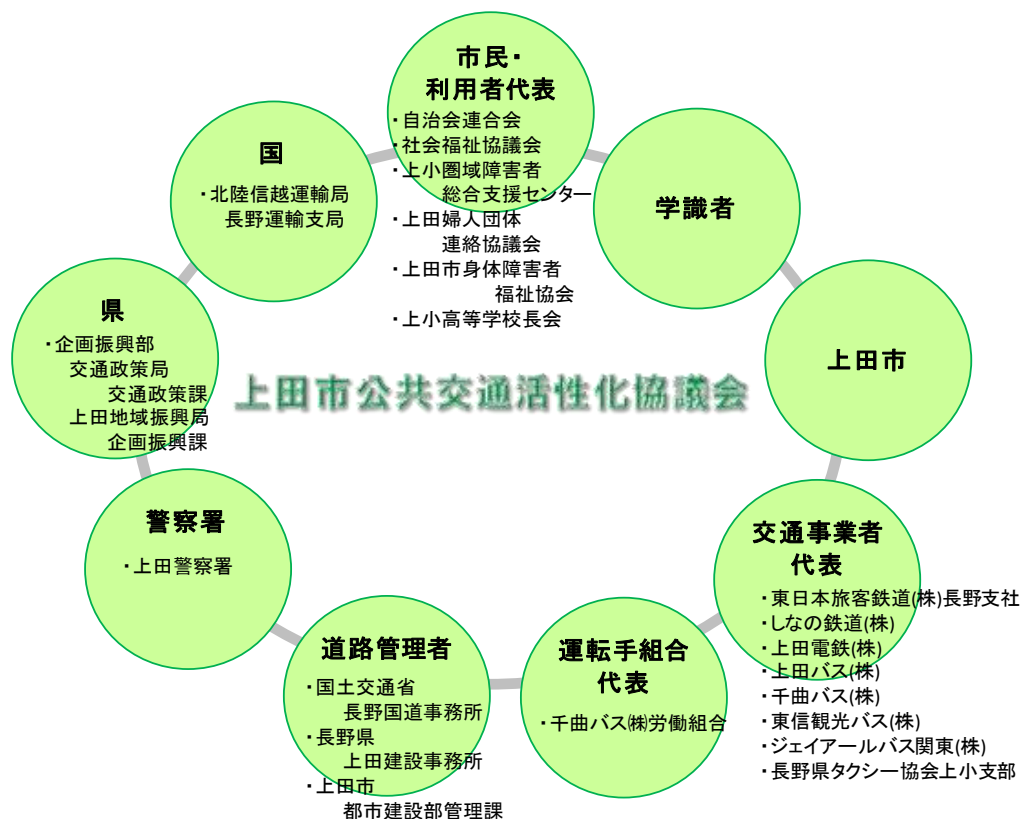 市民・
利用者代表
・自治会連合会
・社会福祉協議会
・上小圏域障害者
総合支援センター
・上田婦人団体
連絡協議会
・上田市身体障害者
福祉協会
・上小高等学校長会
学識者
上田市
交通事業者
代表
・東日本旅客鉄道(株)長野支社
・しなの鉄道(株)
・上田電鉄(株)
・上田バス(株)
・千曲バス(株)
・東信観光バス(株)
・ジェイアールバス関東(株)
・長野県タクシー協会上小支部
運転手組合
代表
・千曲バス㈱労働組合
道路管理者
・国土交通省
長野国道事務所
・長野県
上田建設事務所
・上田市
都市建設部管理課
警察署
・上田警察署
県
・企画振興部
交通政策局
交通政策課
上田地域振興局
企画振興課
国
・北陸信越運輸局
長野運輸支局
上田市公共交通活性化協議会